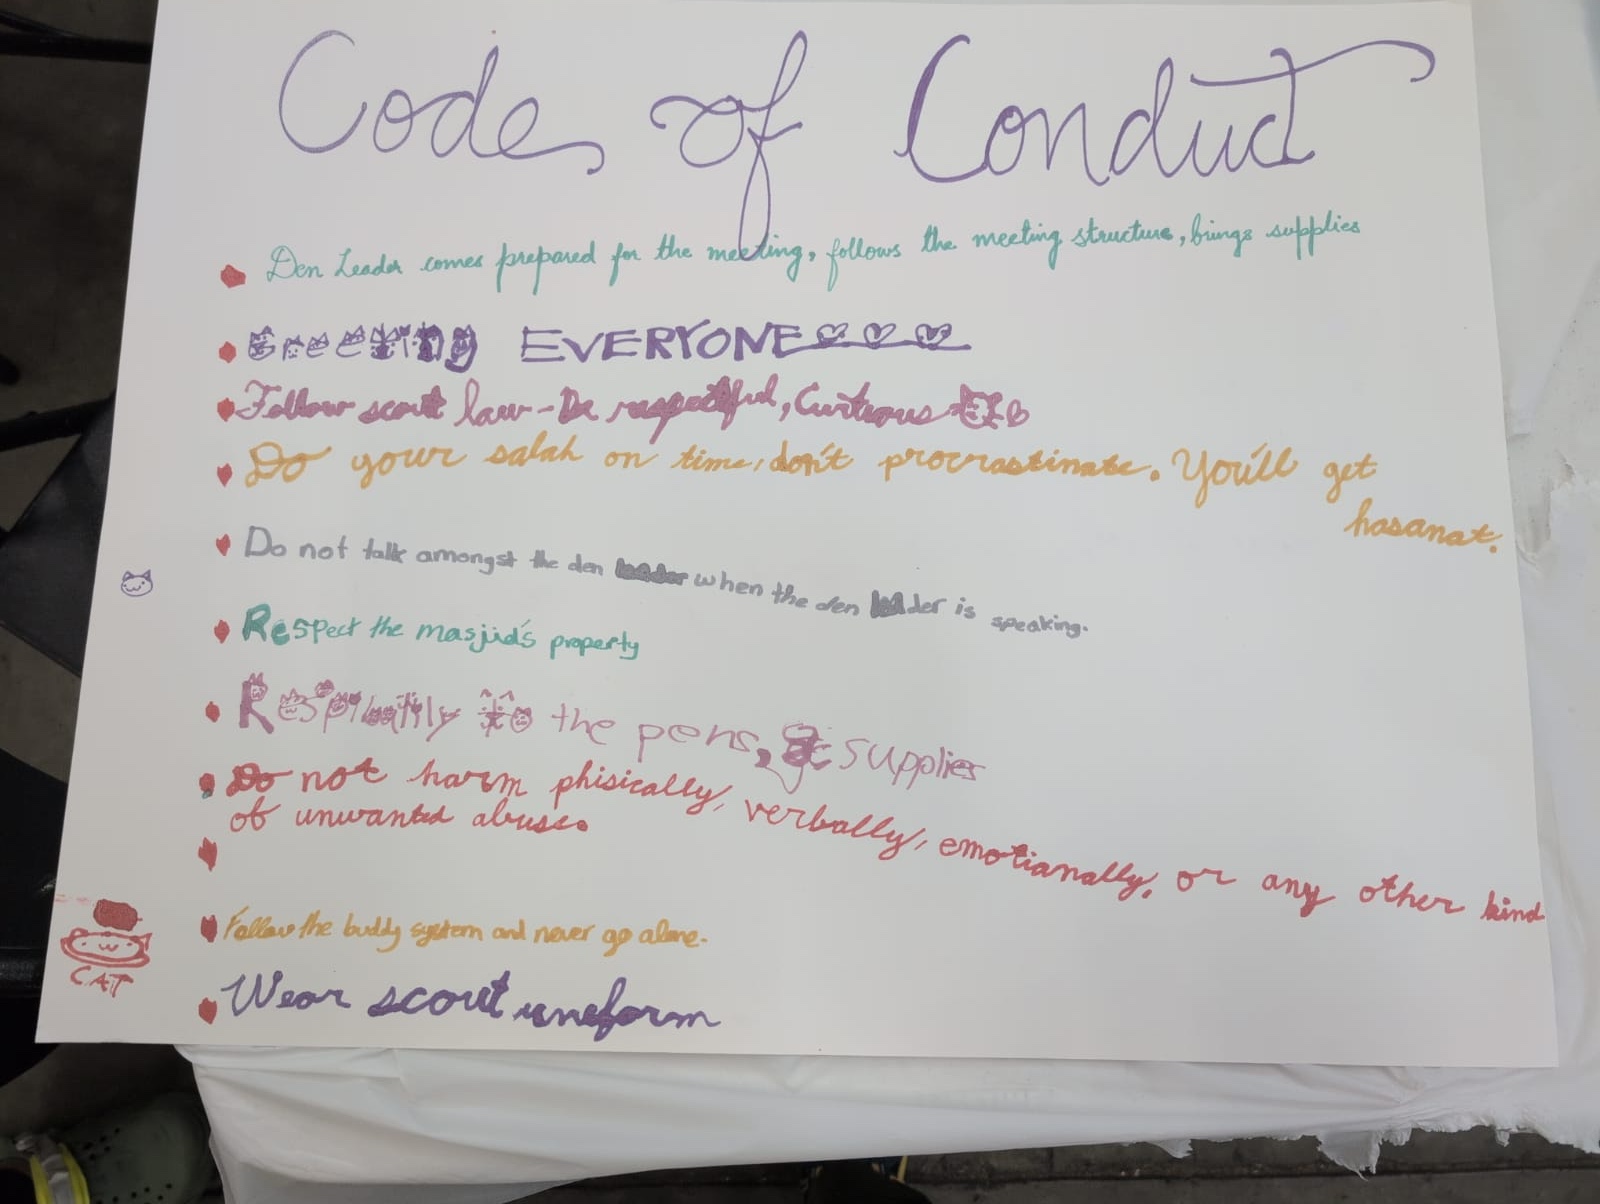 Code of Conduct
Den Leader comes prepared for the meeting, follows the meeting structure, brings supplies
Greeting EVERYONE
Follow scout law - Be respectful, Curteous
Do your salah on time, don't procrastinate. You'll get
hasanat.
Do not talk amongst the den leader when the den leader is speaking.
Respect the masjid's property
to the pens, & supplies
Do not harm phisically, verbally, emotianally, or any other kind
of unwanted abuse.
Follow the buddy system and never go alone.
CAT
Wear scout uneform